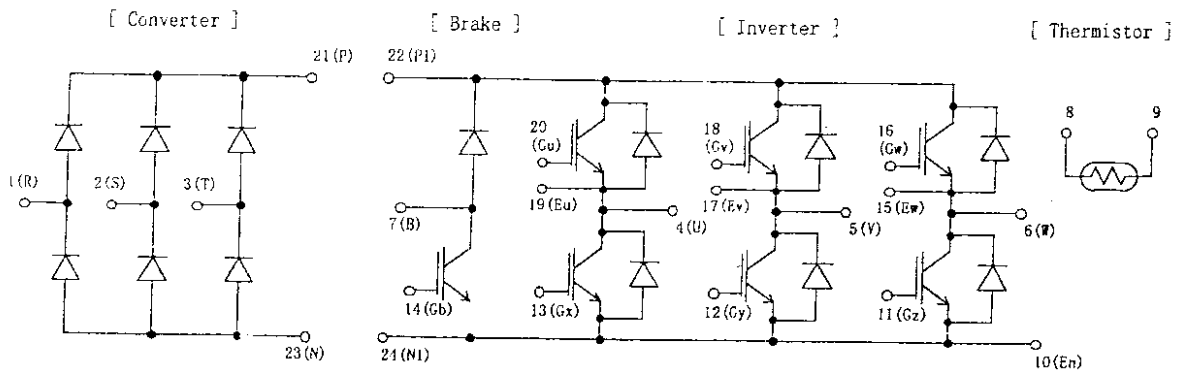 [ Converter ]
[ Brake ]
[ Inverter ]
[ Thermistor ]
21(P)
22(P1)
20
(Gu)
18
(Gv)
16
(Gw)
8
9
1(R)
2(S)
3(T)
19(Eu)
17(Ev)
15(Ew)
7(B)
4(U)
5(V)
6(W)
14(Gb)
13(Gx)
12(Gy)
11(Gz)
23(N)
24(N1)
10(En)